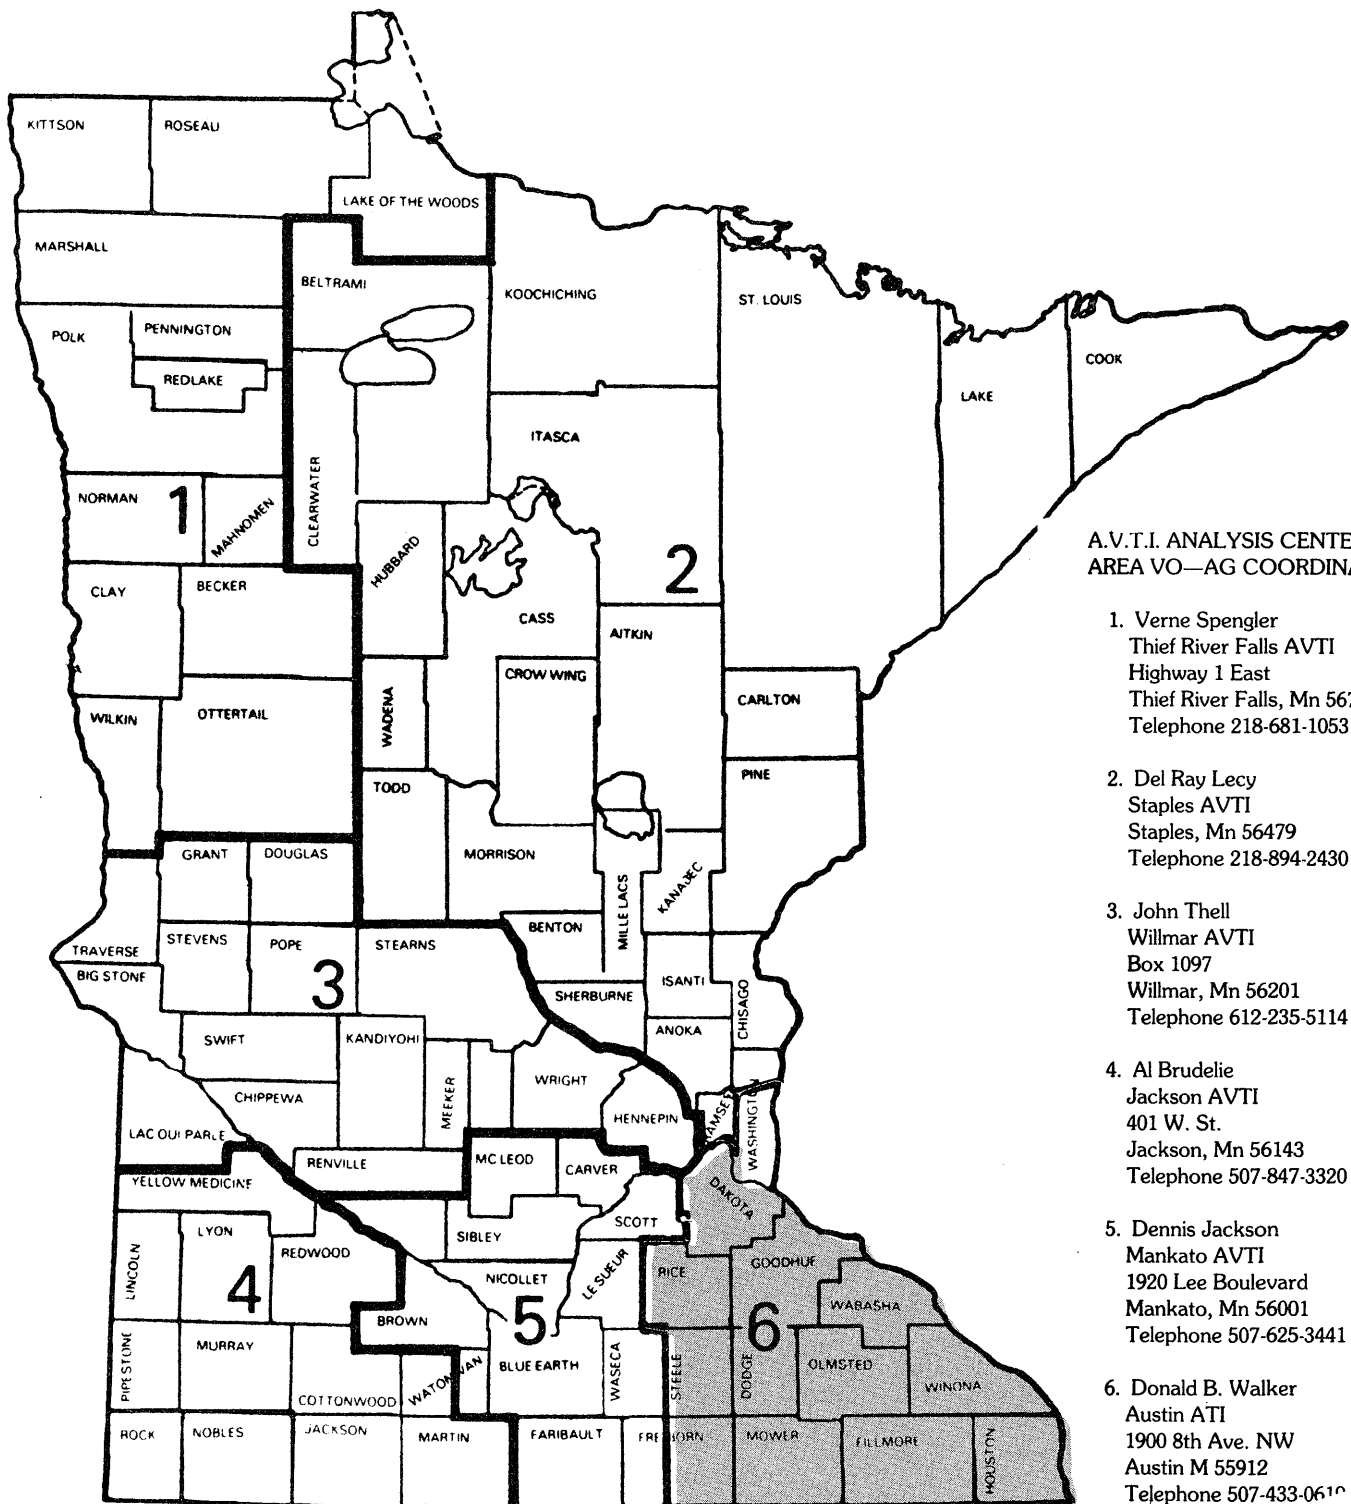 KITTSON
ROSEAU
LAKE OF THE WOODS
MARSHALL
BELTRAMI
KOOCHICHING
ST. LOUIS
POLK
PENNINGTON
REDLAKE
COOK
LAKE
ITASCA
CLEARWATER
NORMAN
1
MAHNOMEN
HUBBARD
2
CLAY
BECKER
CASS
AITKIN
CROW WING
WADENA
CARLTON
WILKIN
OTTERTAIL
TODD
PINE
GRANT
DOUGLAS
MORRISON
KANAJEC
MILLE LACS
BENTON
TRAVERSE
STEVENS
POPE
STEARNS
3
BIG STONE
ISANTI
SHERBURNE
CHISAGO
SWIFT
KANDIYOHI
ANOKA
CHIPPEWA
MEEKER
WRIGHT
HENNEPIN
WASHINGTON
LAC QUI PARLE
RENVILLE
MC LEOD
CARVER
YELLOW MEDICINE
DAKOTA
LYON
REDWOOD
SIBLEY
SCOTT
LINCOLN
4
NICOLLET
LE SUEUR
RICE
GOODHUE
5
BROWN
WABASHA
6
PIPESTONE
MURRAY
COTTONWOOD
WATONWAN
BLUE EARTH
WASECA
STEELE
DODGE
OLMSTED
WINONA
ROCK
NOBLES
JACKSON
MARTIN
FARIBAULT
MOWER
FILLMORE
HOUSTON
A.V.T.I. ANALYSIS
AREA VO—AG
1. Verne Spengler
Thief River Falls AVTI
Highway 1 East
Thief River Falls, Mn
Telephone 218-681-1053
2. Del Ray Lecy
Staples AVTI
Staples, Mn 56479
Telephone 218-894-2430
3. John Thell
Willmar AVTI
Box 1097
Willmar, Mn 56201
Telephone 612-235-5114
4. Al Brudelie
Jackson AVTI
401 W. St.
Jackson, Mn 56143
Telephone 507-847-3320
5. Dennis Jackson
Mankato AVTI
1920 Lee Boulevard
Mankato, Mn 56001
Telephone 507-625-3441
6. Donald B. Walker
Austin ATI
1900 8th Ave. NW
Austin M 55912
Telephone